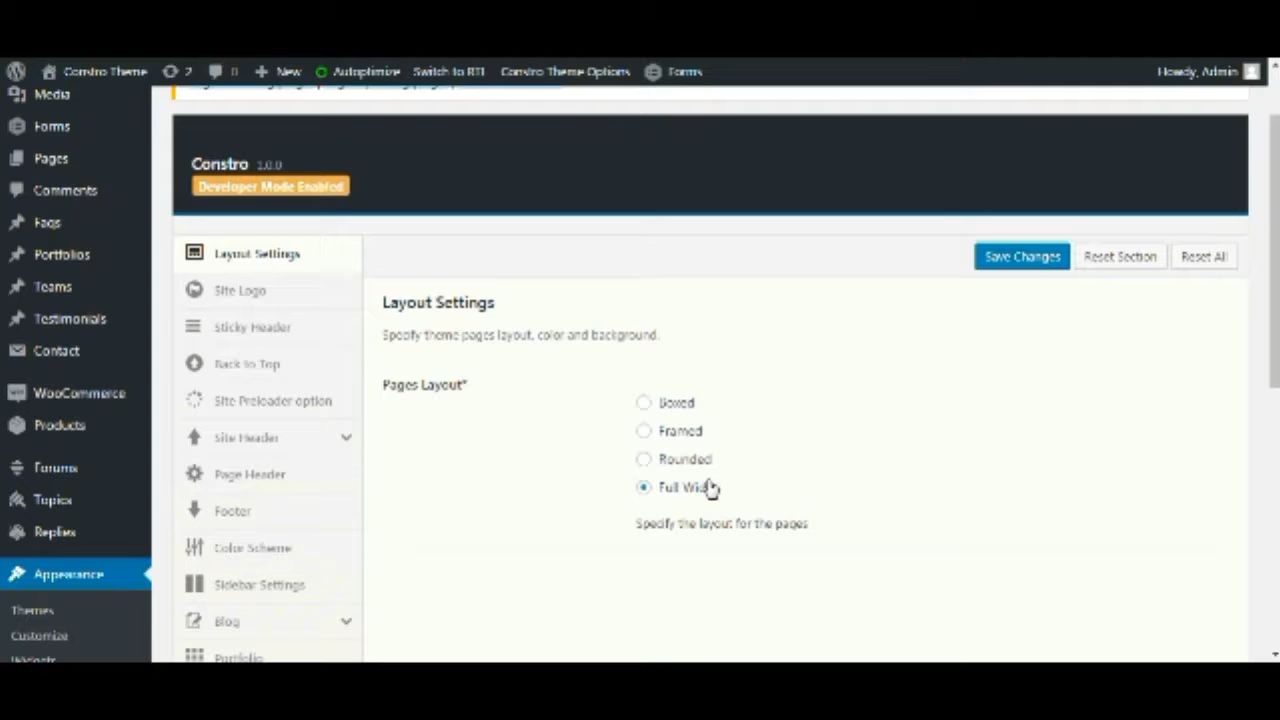 Constro Theme 2 0 New Autoptimize Switch to RTL Constro Theme Options Forms Howdy, Admin
Media
Forms
Pages
Comments
Faqs
Portfolios
Teams
Testimonials
Contact
WooCommerce
Products
Forums
Topics
Replies
Appearance
Themes
Customize
Widgets
Constro 1.0.0
Developer Mode Enabled
Layout Settings
Site Logo
Sticky Header
Back to Top
Site Preloader option
Site Header
Page Header
Footer
Color Scheme
Sidebar Settings
Blog
Portfolio
Save Changes Reset Section Reset All
Layout Settings
Specify theme pages layout, color and background.
Pages Layout*
Boxed
Framed
Rounded
Full Width
Specify the layout for the pages